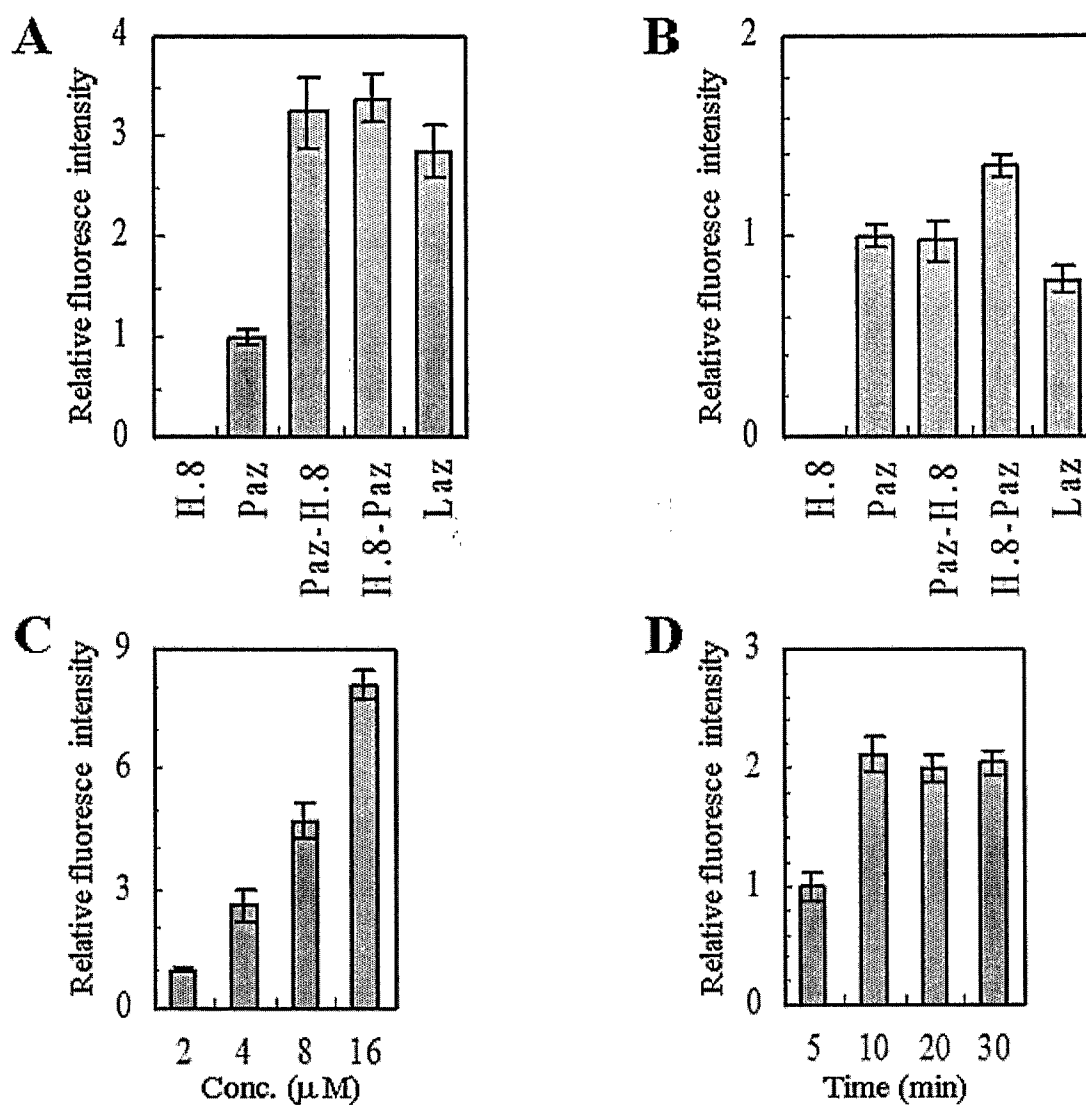 A
Relative fluoresce intensity
4
3
2
1
0
H.8
Paz
Paz-H.8
H.8-Paz
Laz
B
Relative fluoresce intensity
2
1
0
H.8
Paz
Paz-H.8
H.8-Paz
Laz
C
Relative fluoresce intensity
9
6
3
0
2 4 8 16
Conc. (μM)
D
Relative fluoresce intensity
3
2
1
0
5 10 20 30
Time (min)